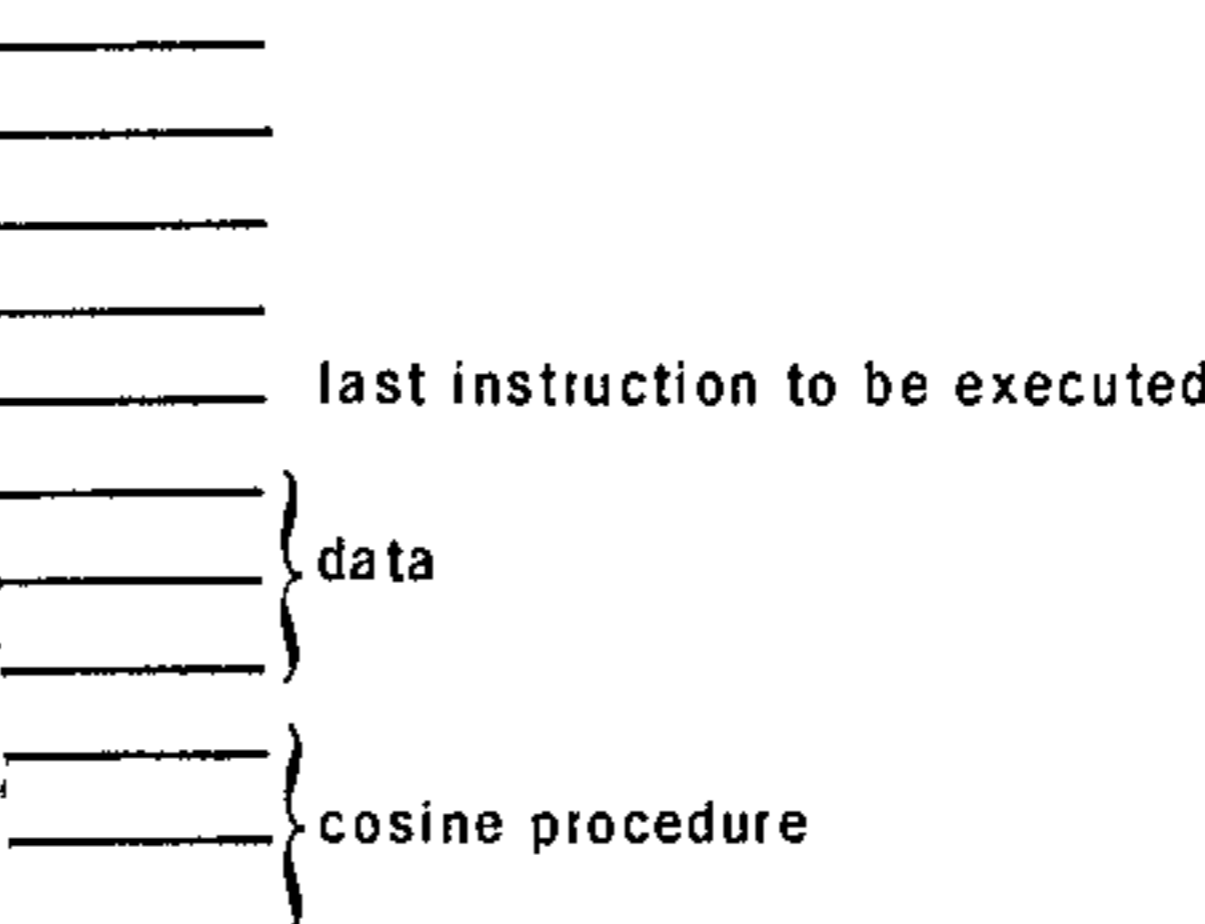 last instruction to be executed
data
cosine procedure